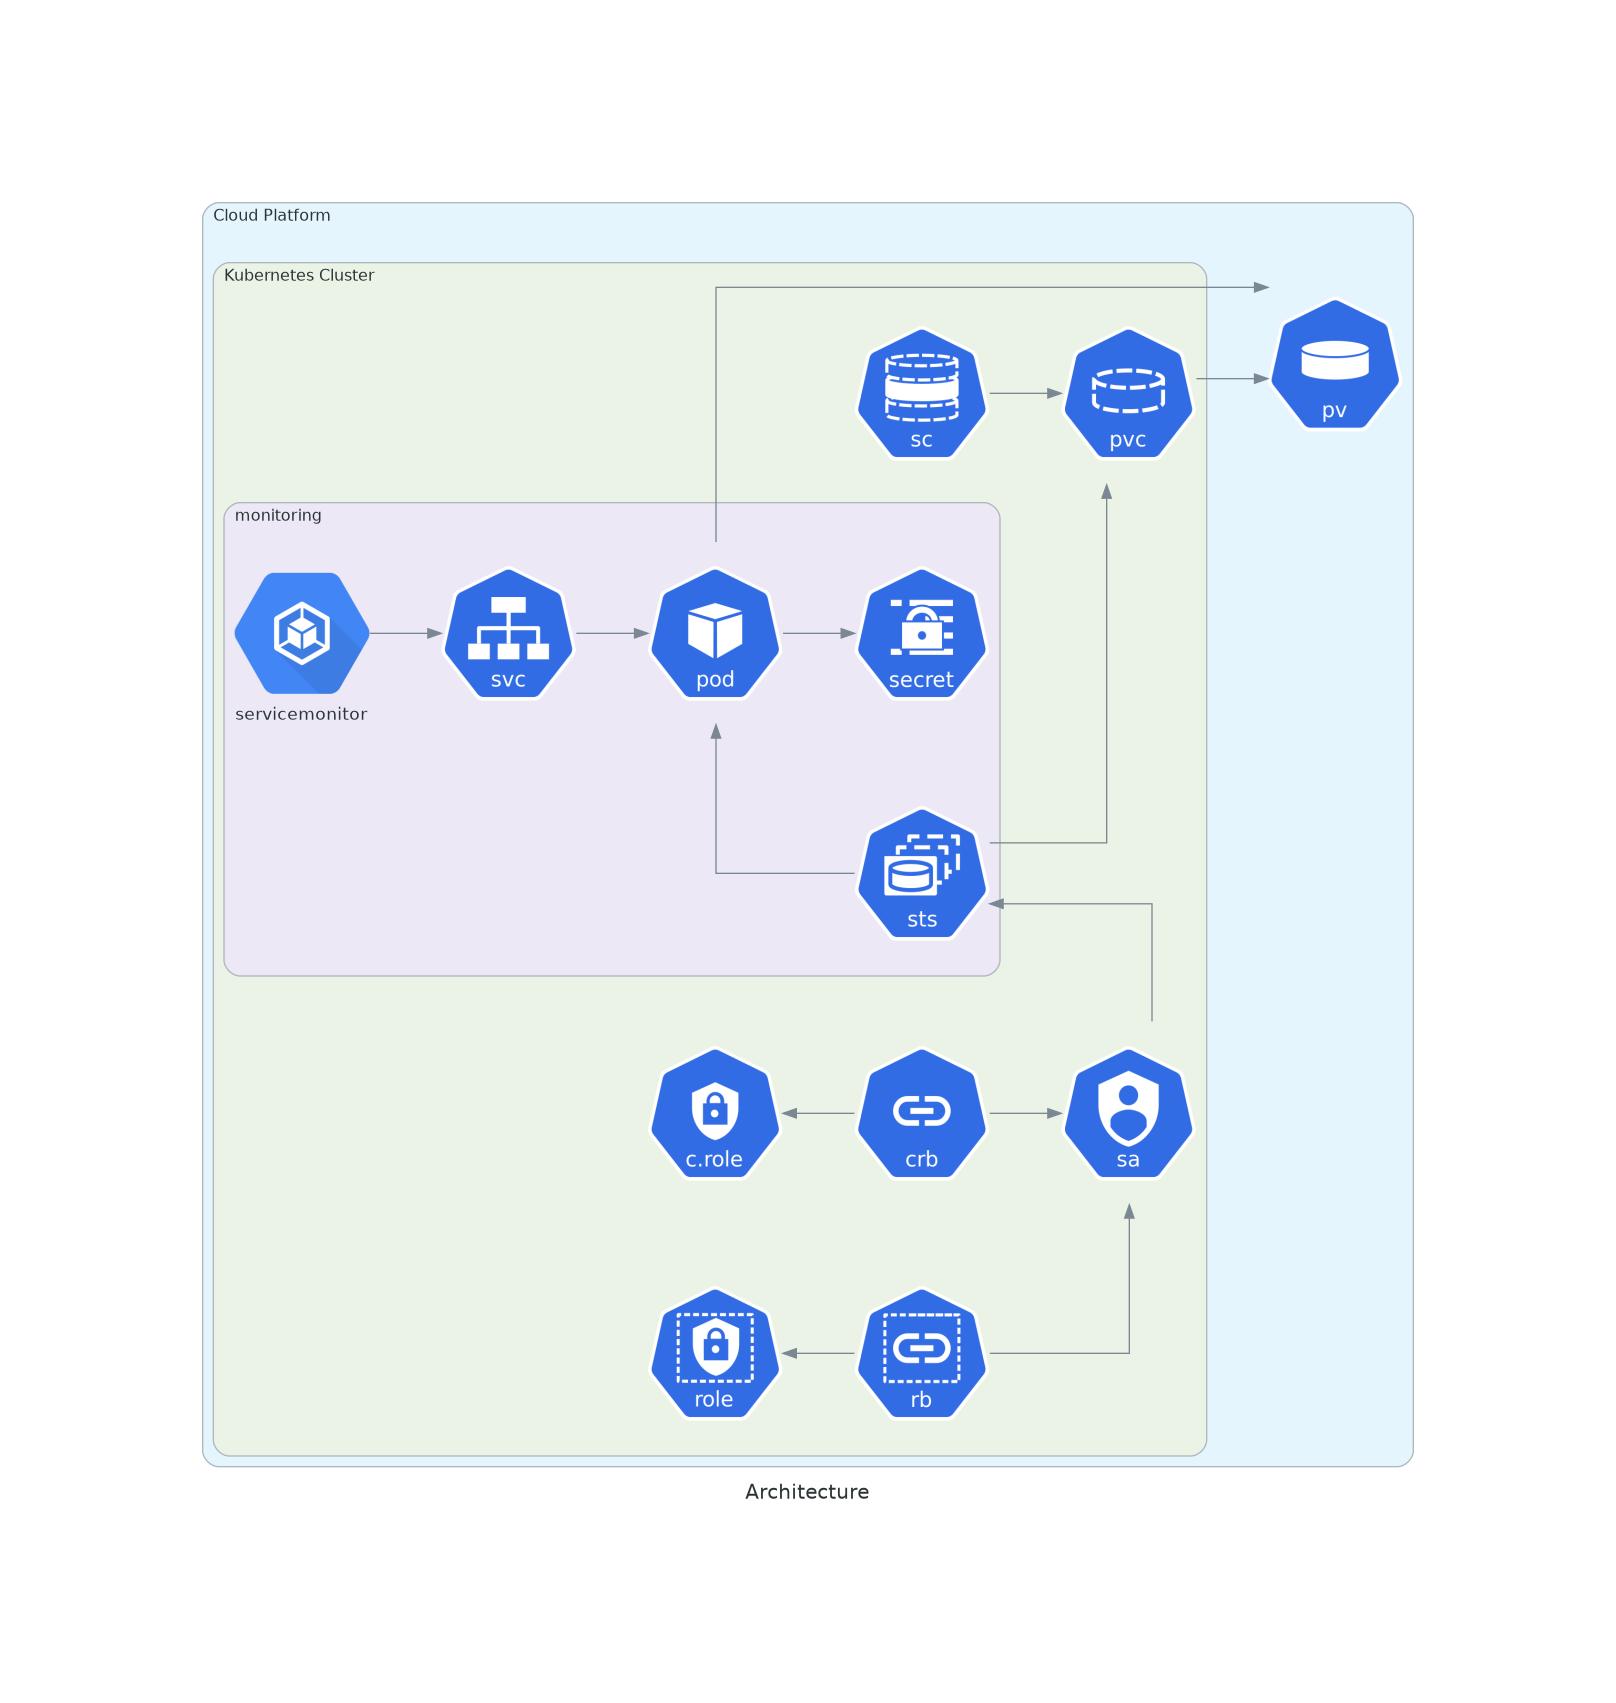 Cloud Platform
Kubernetes Cluster
pv
sc
pvc
monitoring
svc
pod
secret
servicemonitor
sts
c.role
crb
sa
role
rb
Architecture